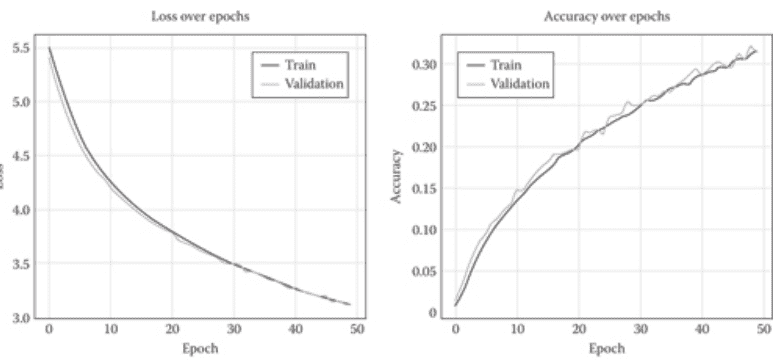 Loss over epochs
5.5
5.0
4.5
4.0
3.5
3.0
0
10
20
30
40
50
Epoch
Train
Validation
Accuracy over epochs
Accuracy
0.30
0.25
0.20
0.15
0.10
0.05
0
0
10
20
30
40
50
Epoch
Train
Validation